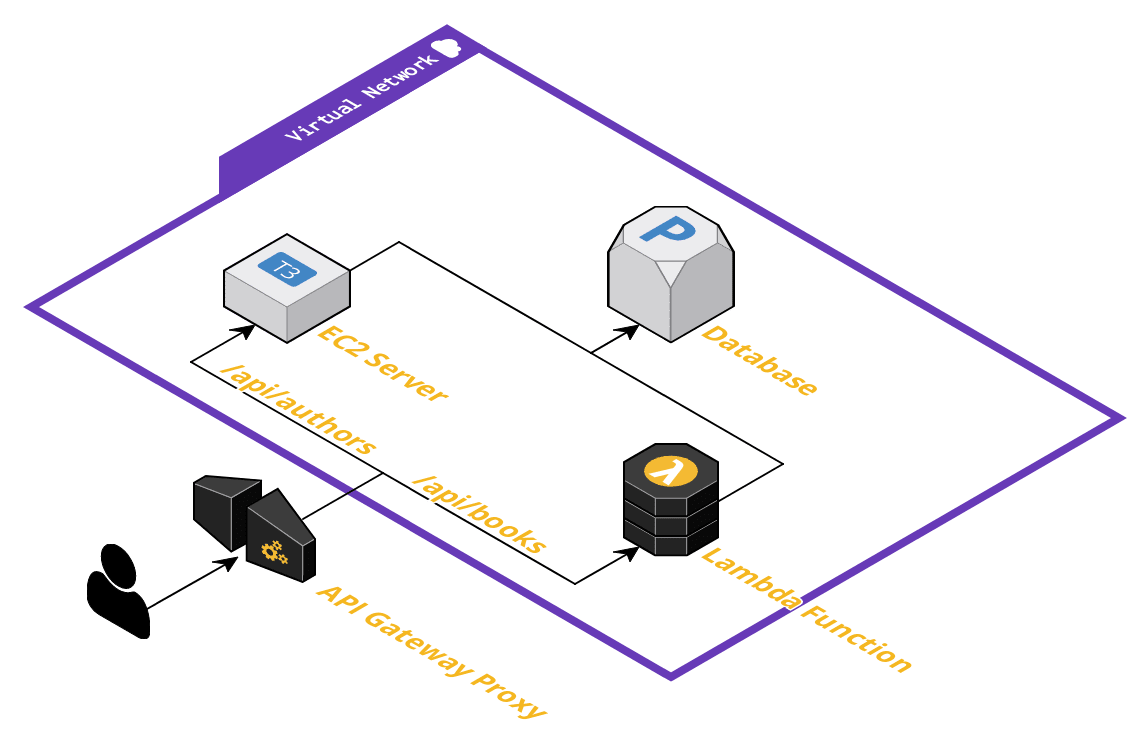 Virtual Network
P
T3
EC2 Server
Database
/api/authors
/api/books
λ
Lambda Function
API Gateway Proxy